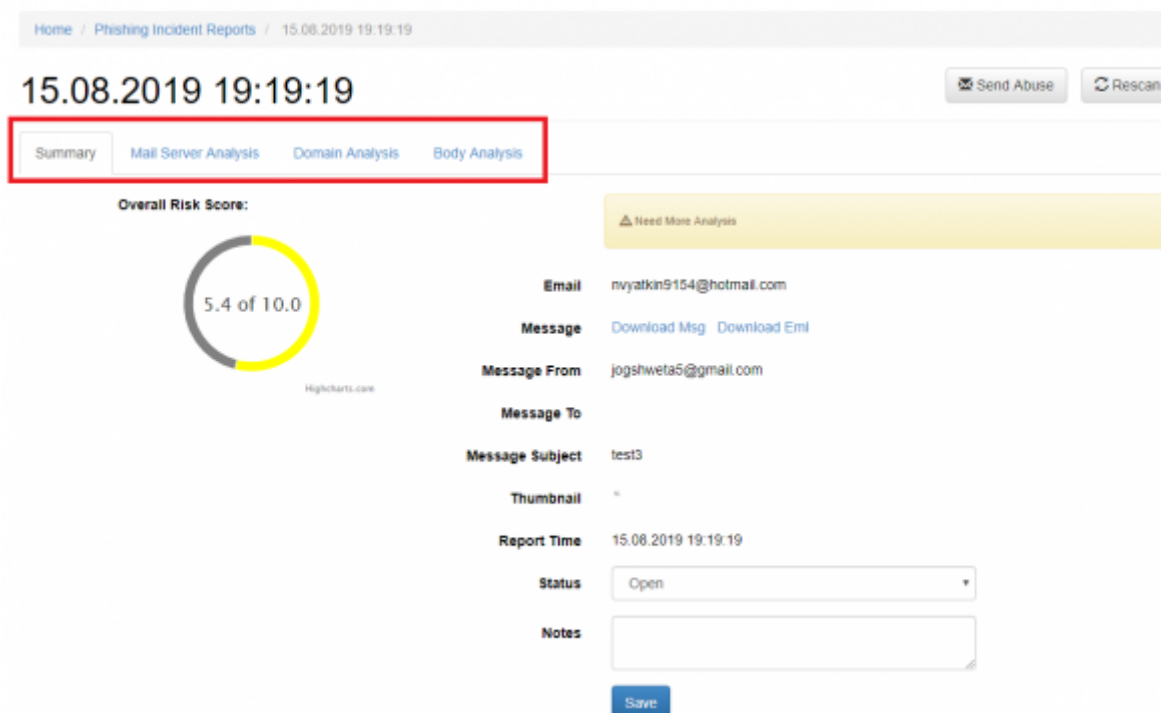 Home / Phishing Incident Reports / 15.08.2019 19:19:19
15.08.2019 19:19:19
Send Abuse
Rescan
Summary Mail Server Analysis Domain Analysis Body Analysis
Overall Risk Score:
Need More Analysis
5.4 of 10.0
Highcharts.com
Email nvyatkin9154@hotmail.com
Message Download Msg Download Eml
Message From jogshweta5@gmail.com
Message To
Message Subject test3
Thumbnail
Report Time 15.08.2019 19:19:19
Status Open
Notes
Save